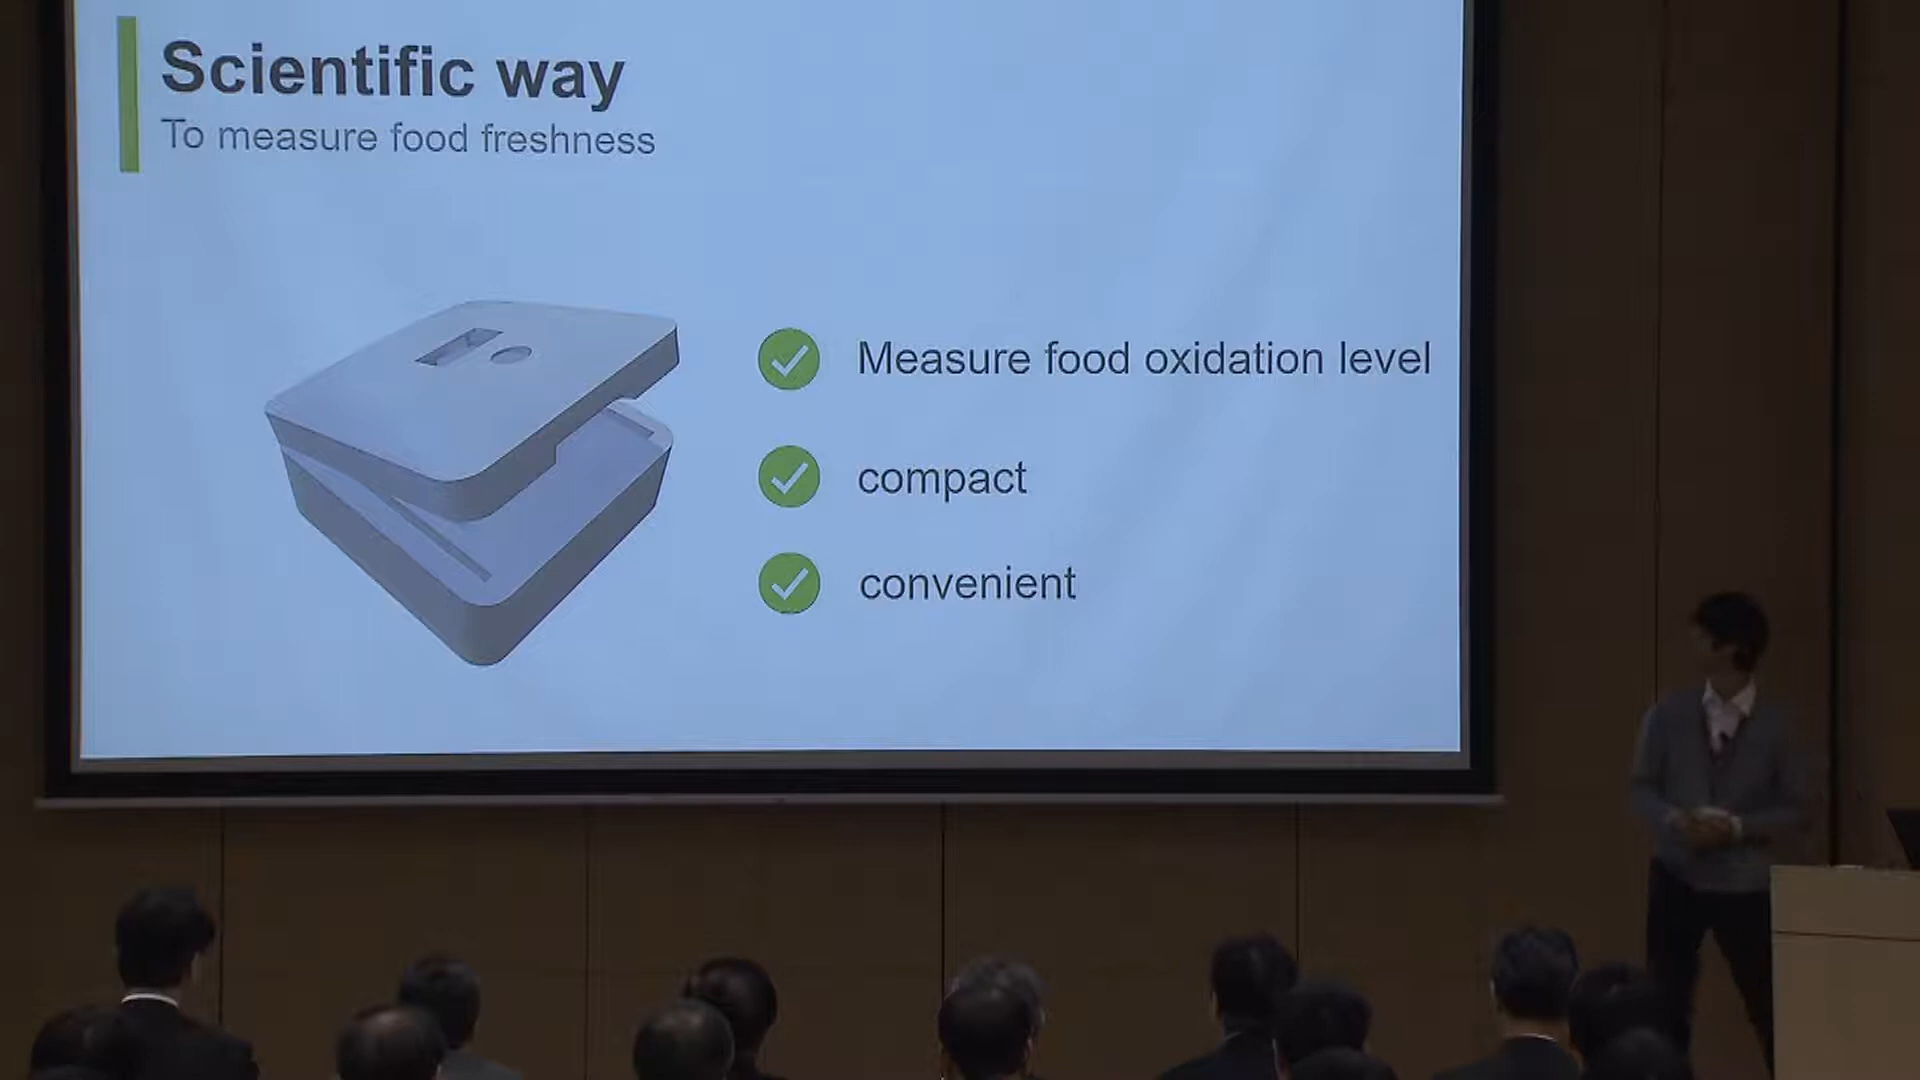 Scientific way
To measure food freshness
Measure food oxidation level
compact
convenient